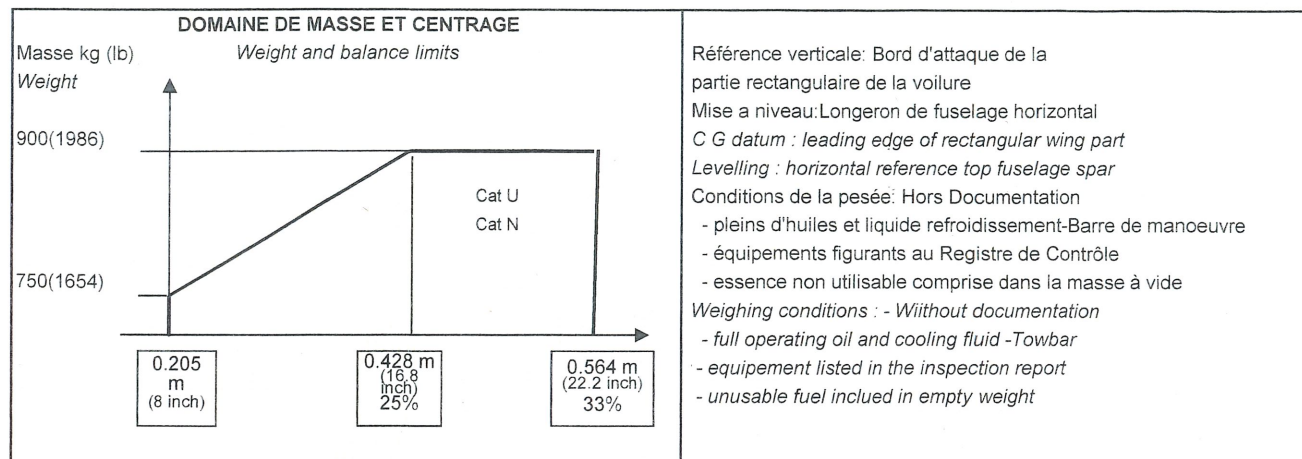 DOMAINE DE MASSE ET CENTRAGE
Masse kg (lb)
Weight and balance limits
Weight
900(1986)
Cat U
Cat N
750(1654)
0.205
m
(8 inch)
0.428 m
(16.8
inch)
25%
0.564 m
(22.2 inch)
33%
Référence verticale: Bord d'attaque de la
partie rectangulaire de la voilure
Mise a niveau:Longeron de fuselage horizontal
C G datum : leading edge of rectangular wing part
Levelling : horizontal reference top fuselage spar
Conditions de la pesée: Hors Documentation
- pleins d'huiles et liquide refroidissement-Barre de manoeuvre
- équipements figurants au Registre de Contrôle
- essence non utilisable comprise dans la masse à vide
Weighing conditions : - Wiithout documentation
- full operating oil and cooling fluid -Towbar
- equipement listed in the inspection report
- unusable fuel inclued in empty weight